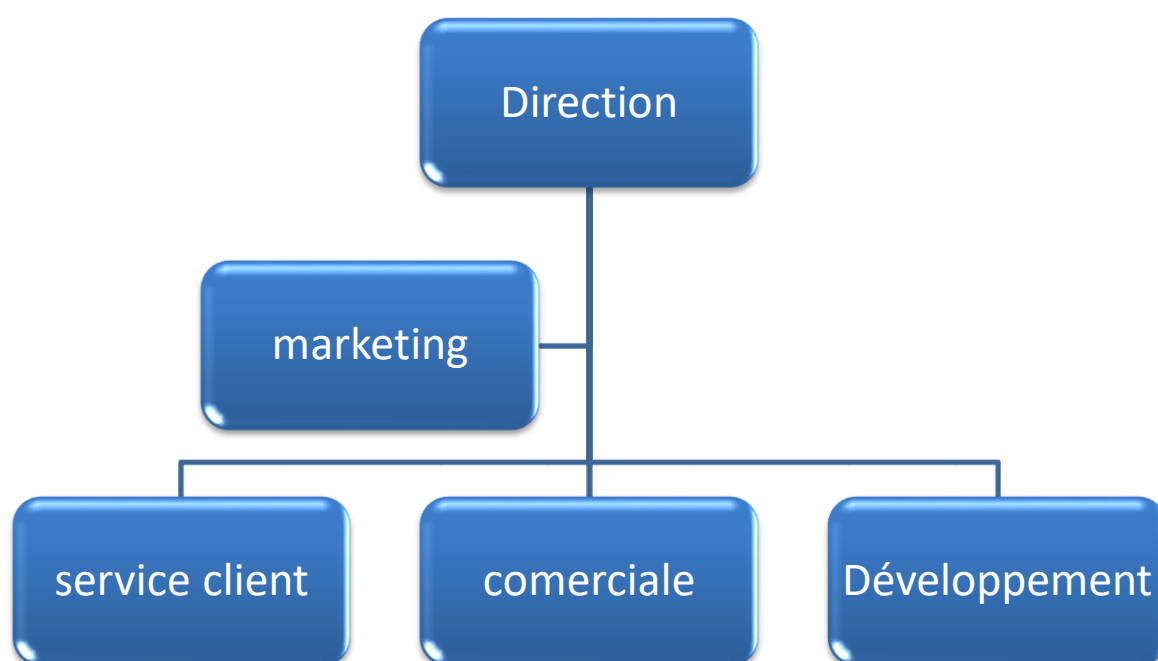 Direction
marketing
service client
comerciale
Développement